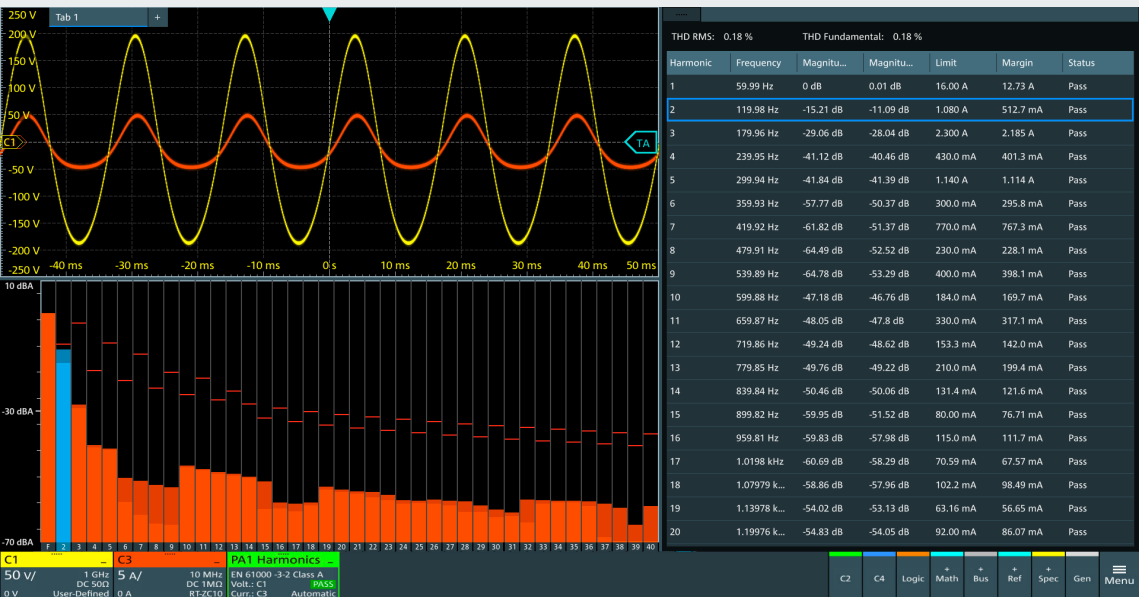 250 V
Tab 1
+
200 V
150 V
100 V
50 V
C1
TA
-50 V
-100 V
-150 V
-200 V
-250 V
-40 ms -30 ms -20 ms -10 ms 0 s 10 ms 20 ms 30 ms 40 ms 50 ms
10 dBA
-30 dBA
-70 dBA
F 2 3 4 5 6 7 8 9 10 11 12 13 14 15 16 17 18 19 20 21 22 23 24 25 26 27 28 29 30 31 32 33 34 35 36 37 38 39 40
THD RMS: 0.18 % THD Fundamental: 0.18 %
Harmonic Frequency Magnitu... Magnitu... Limit Margin Status
1 59.99 Hz 0 dB 0.01 dB 16.00 A 12.73 A Pass
2 119.98 Hz -15.21 dB -11.09 dB 1.080 A 512.7 mA Pass
3 179.96 Hz -29.06 dB -28.04 dB 2.300 A 2.185 A Pass
4 239.95 Hz -41.12 dB -40.46 dB 430.0 mA 401.3 mA Pass
5 299.94 Hz -41.84 dB -41.39 dB 1.140 A 1.114 A Pass
6 359.93 Hz -57.77 dB -50.37 dB 300.0 mA 295.8 mA Pass
7 419.92 Hz -61.82 dB -51.37 dB 770.0 mA 767.3 mA Pass
8 479.91 Hz -64.49 dB -52.52 dB 230.0 mA 228.1 mA Pass
9 539.89 Hz -64.78 dB -53.29 dB 400.0 mA 398.1 mA Pass
10 599.88 Hz -47.18 dB -46.76 dB 184.0 mA 169.7 mA Pass
11 659.87 Hz -48.05 dB -47.8 dB 330.0 mA 317.1 mA Pass
12 719.86 Hz -49.24 dB -48.62 dB 153.3 mA 142.0 mA Pass
13 779.85 Hz -49.76 dB -49.22 dB 210.0 mA 199.4 mA Pass
14 839.84 Hz -50.46 dB -50.06 dB 131.4 mA 121.6 mA Pass
15 899.82 Hz -59.95 dB -51.52 dB 80.00 mA 76.71 mA Pass
16 959.81 Hz -59.83 dB -57.98 dB 115.0 mA 111.7 mA Pass
17 1.0198 kHz -60.69 dB -58.29 dB 70.59 mA 67.57 mA Pass
18 1.07979 k... -58.86 dB -57.96 dB 102.2 mA 98.49 mA Pass
19 1.13978 k... -54.02 dB -53.13 dB 63.16 mA 56.65 mA Pass
20 1.19976 k... -54.83 dB -54.05 dB 92.00 mA 86.07 mA Pass
C1
50 V/ 1 GHz
DC 50Ω
0 V User-Defined
C3
5 A/ 10 MHz
DC 1MΩ
0 A RT-ZC10
PA1 Harmonics
EN 61000 -3-2 Class A
Volt.: C1 PASS
Curr.: C3 Automatic
C2
C4
Logic
+
Math
+
Bus
+
Ref
+
Spec
Gen
Menu